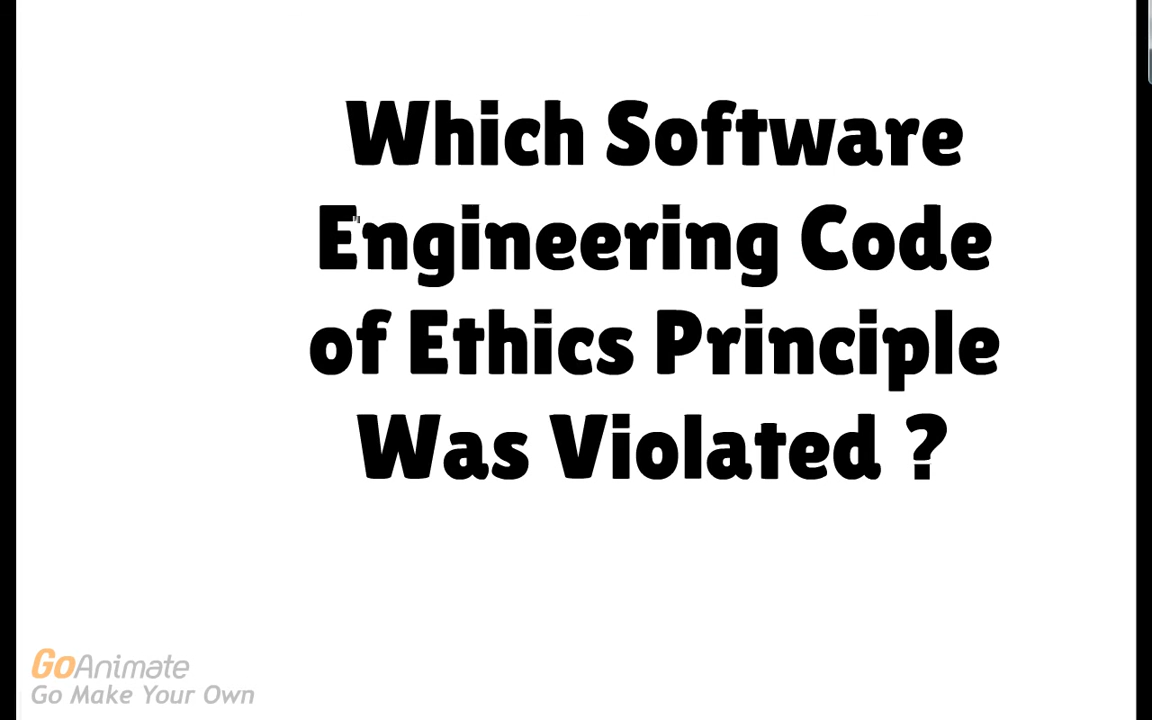 Which Software
Engineering Code
of Ethics Principle
Was Violated ?
GoAnimate
Go Make Your Own